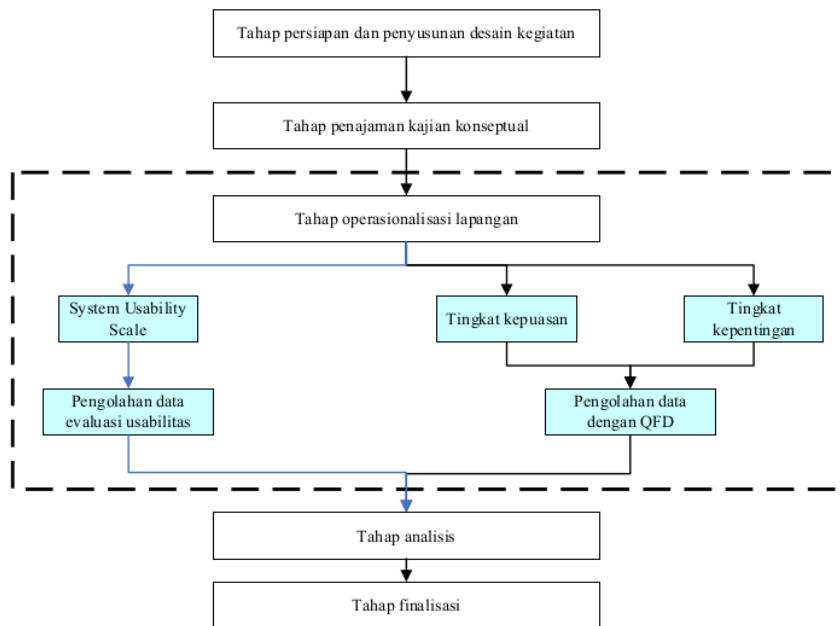 Tahap persiapan dan penyusunan desain kegiatan
Tahap penajaman kajian konseptual
Tahap operasionalisasi lapangan
System Usability
Scale
Tingkat kepuasan
Tingkat
kepentingan
Pengolahan data
evaluasi usabilitas
Pengolahan data
dengan QFD
Tahap analisis
Tahap finalisasi